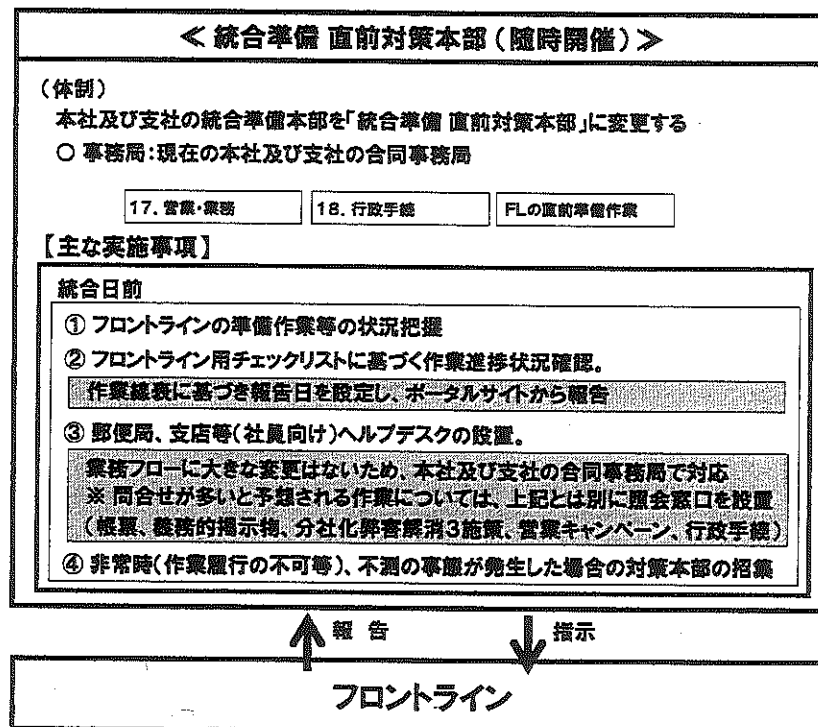 ≪ 統合準備 直前対策本部（随時開催）≫
（体制）
本社及び支社の統合準備本部を「統合準備 直前対策本部」に変更する
○ 事務局：現在の本社及び支社の合同事務局
17．営業・業務
18．行政手続
FLの直前準備作業
【主な実施事項】
統合日前
① フロントラインの準備作業等の状況把握
② フロントライン用チェックリストに基づく作業進捗状況確認。
作業線表に基づき報告日を設定し、ポータルサイトから報告
③ 郵便局、支店等（社員向け）ヘルプデスクの設置。
業務フローに大きな変更はないため、本社及び支社の合同事務局で対応
※ 問合せが多いと予想される作業については、上記とは別に照会窓口を設置
（帳票、義務的掲示物、分社化弊害解消3施策、営業キャンペーン、行政手続）
④ 非常時（作業履行の不可等）、不測の事態が発生した場合の対策本部の招集
報 告
指示
フロントライン